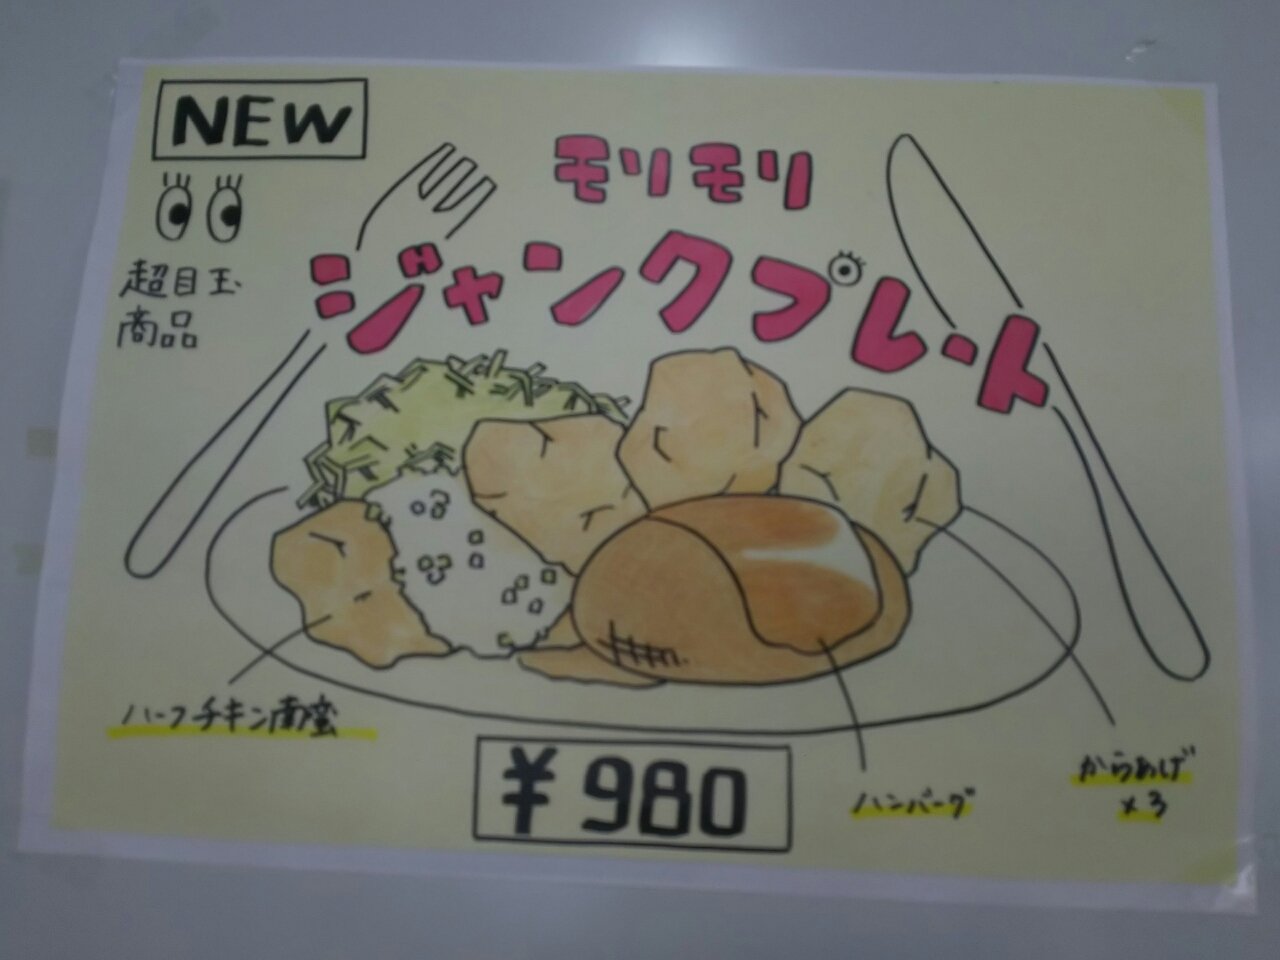 NEW
超目玉
商品
モリモリ
ジャンクプレート
ハーフチキン南蛮
¥980
ハンバーグ
からあげ
×3